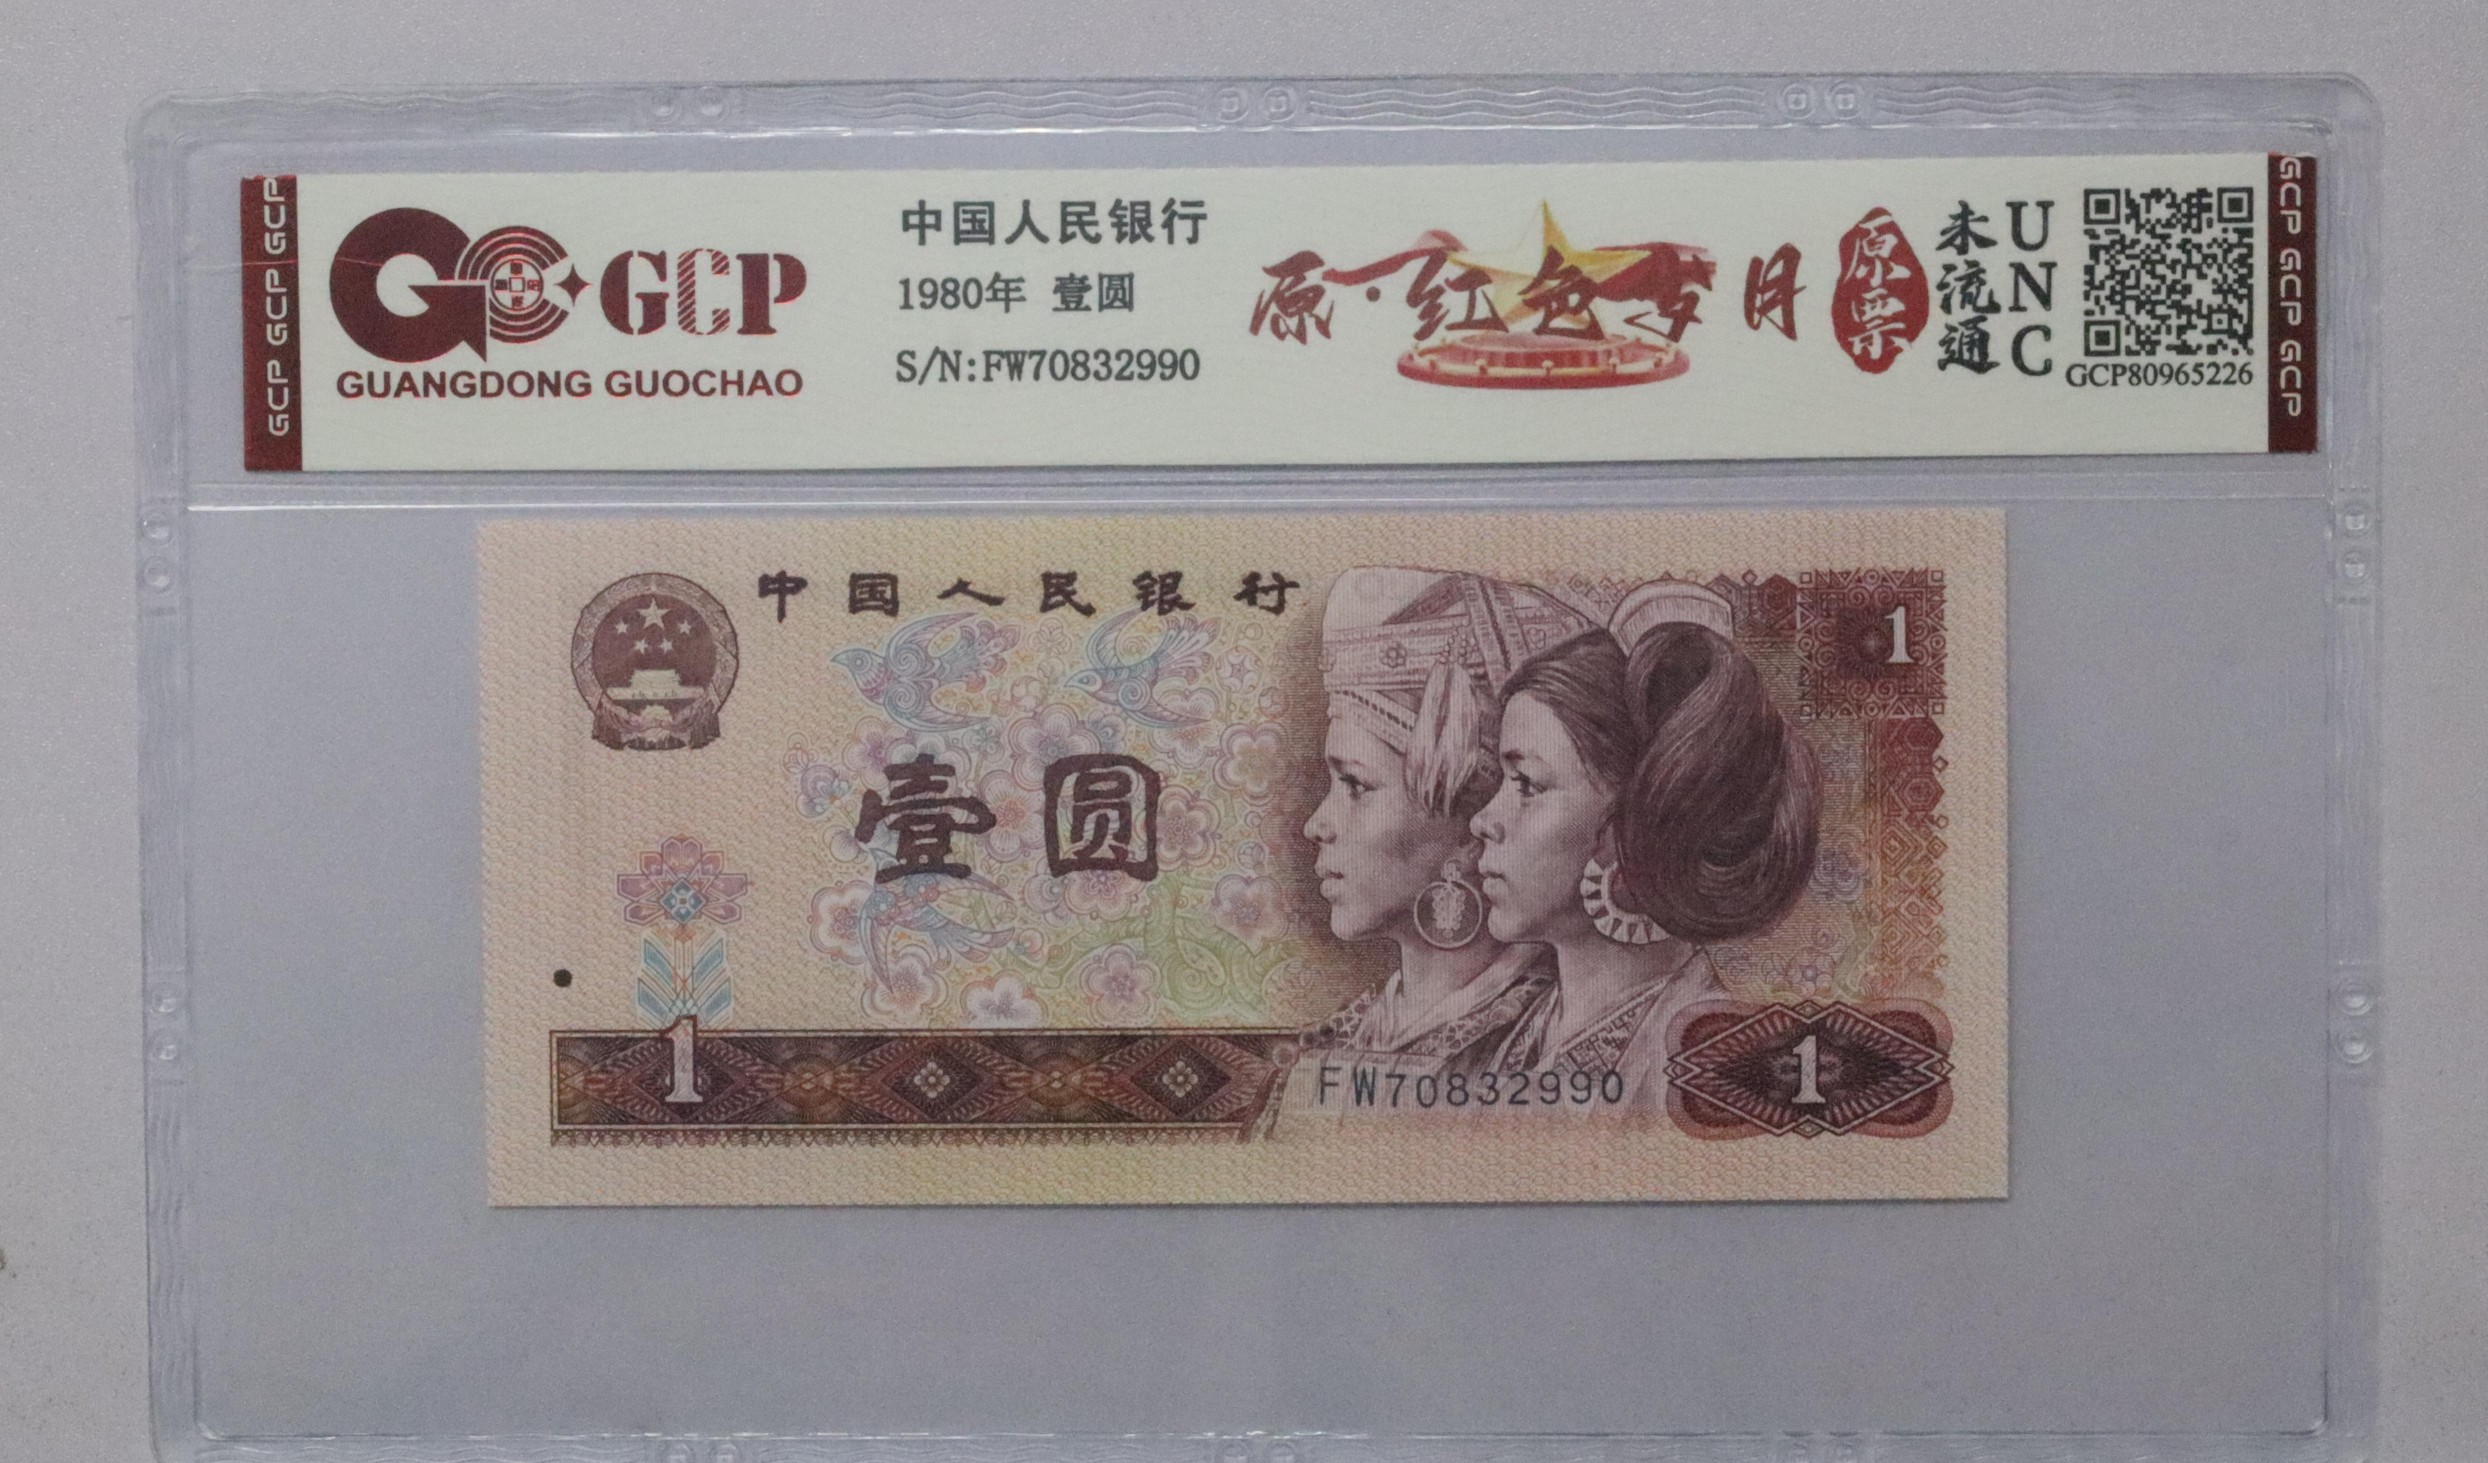 GCP GCP GCP
GCP
GUANGDONG GUOCHAO
中国人民银行
1980年 壹圆
S/N:FW70832990
原·红色岁月
原票
未流通
UNC
GCP80965226
GCP GCP GCP
中国人民银行
1
壹圆
1
FW70832990
1